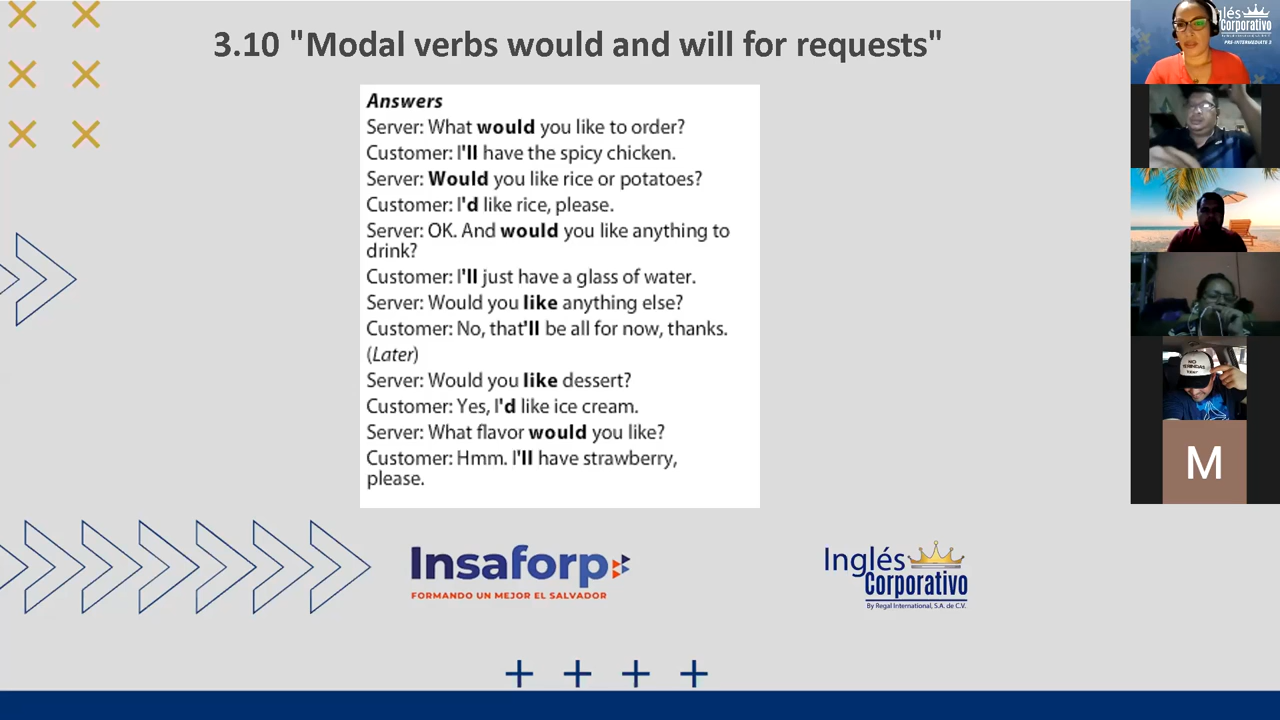 3.10 "Modal verbs would and will for requests"
Answers
Server: What would you like to order?
Customer: I'll have the spicy chicken.
Server: Would you like rice or potatoes?
Customer: I'd like rice, please.
Server: OK. And would you like anything to
drink?
Customer: I'll just have a glass of water.
Server: Would you like anything else?
Customer: No, that'll be all for now, thanks.
(Later)
Server: Would you like dessert?
Customer: Yes, I'd like ice cream.
Server: What flavor would you like?
Customer: Hmm. I'll have strawberry,
please.
Insaforp
FORMANDO UN MEJOR EL SALVADOR
Inglés
Corporativo
By Regal International, S.A. de C.V.
glés
Corporativo
PRE-INTERMEDIATE 2
NO
M